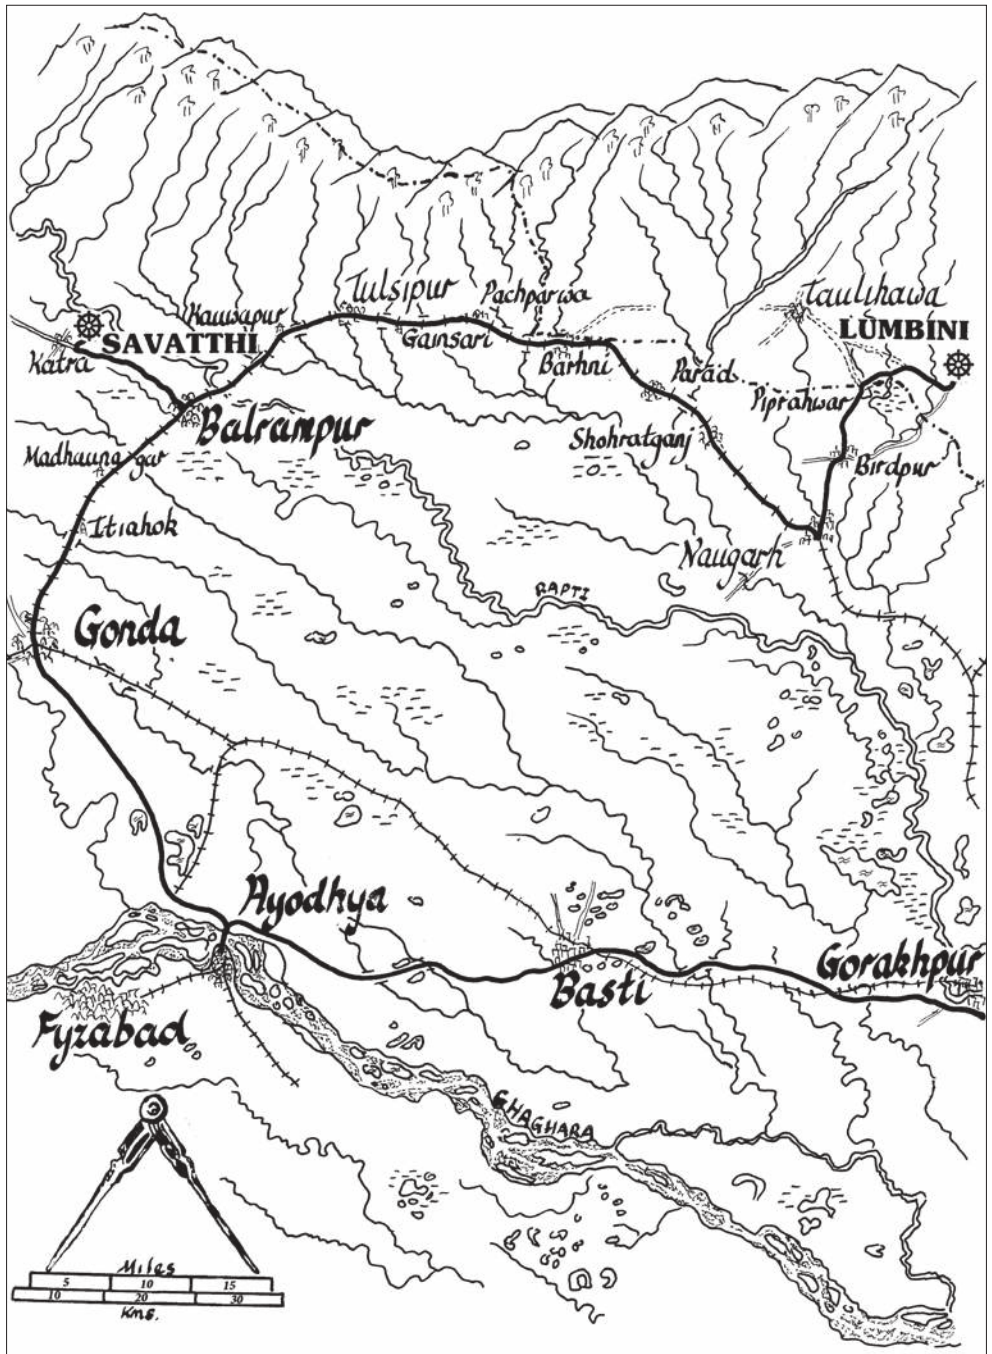 Tulsipur
Pachparwa
Taulihawa
Kauwapur
SAVATTHI
Gainsari
LUMBINI
Katra
Barhni
Parad
Piprahwar
Balrampur
Shohratganj
Madhaunagar
Birdpur
Itiahok
Naugarh
RAPTI
Gonda
Ayodhya
Gorakhpur
Basti
Fyzabad
GHAGHARA
Miles
5 10 15
10 20 30
Kms.